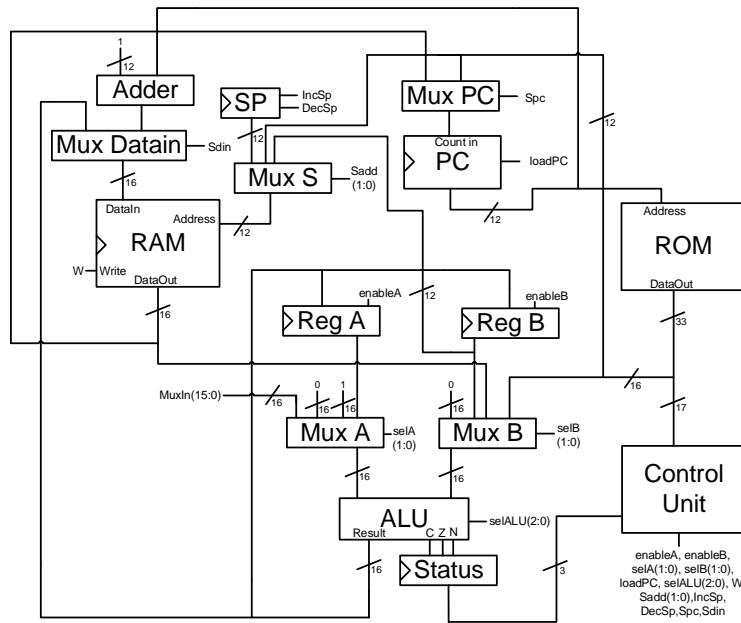 1
12
Adder
Mux Datain
Sdin
16
SP
IncSp
DecSp
12
Mux S
Sadd
(1:0)
12
Mux PC
Spc
Count in
PC
loadPC
12
12
DataIn
Address
RAM
W
Write
DataOut
16
Address
ROM
DataOut
33
enableA
Reg A
12
enableB
Reg B
16
17
MuxIn(15:0)
16
0
16
1
16
Mux A
selA
(1:0)
0
16
Mux B
selB
(1:0)
16
16
ALU
Result
C Z N
selALU(2:0)
16
Status
3
Control
Unit
enableA, enableB,
selA(1:0), selB(1:0),
loadPC, selALU(2:0), W
Sadd(1:0),IncSp,
DecSp,Spc,Sdin